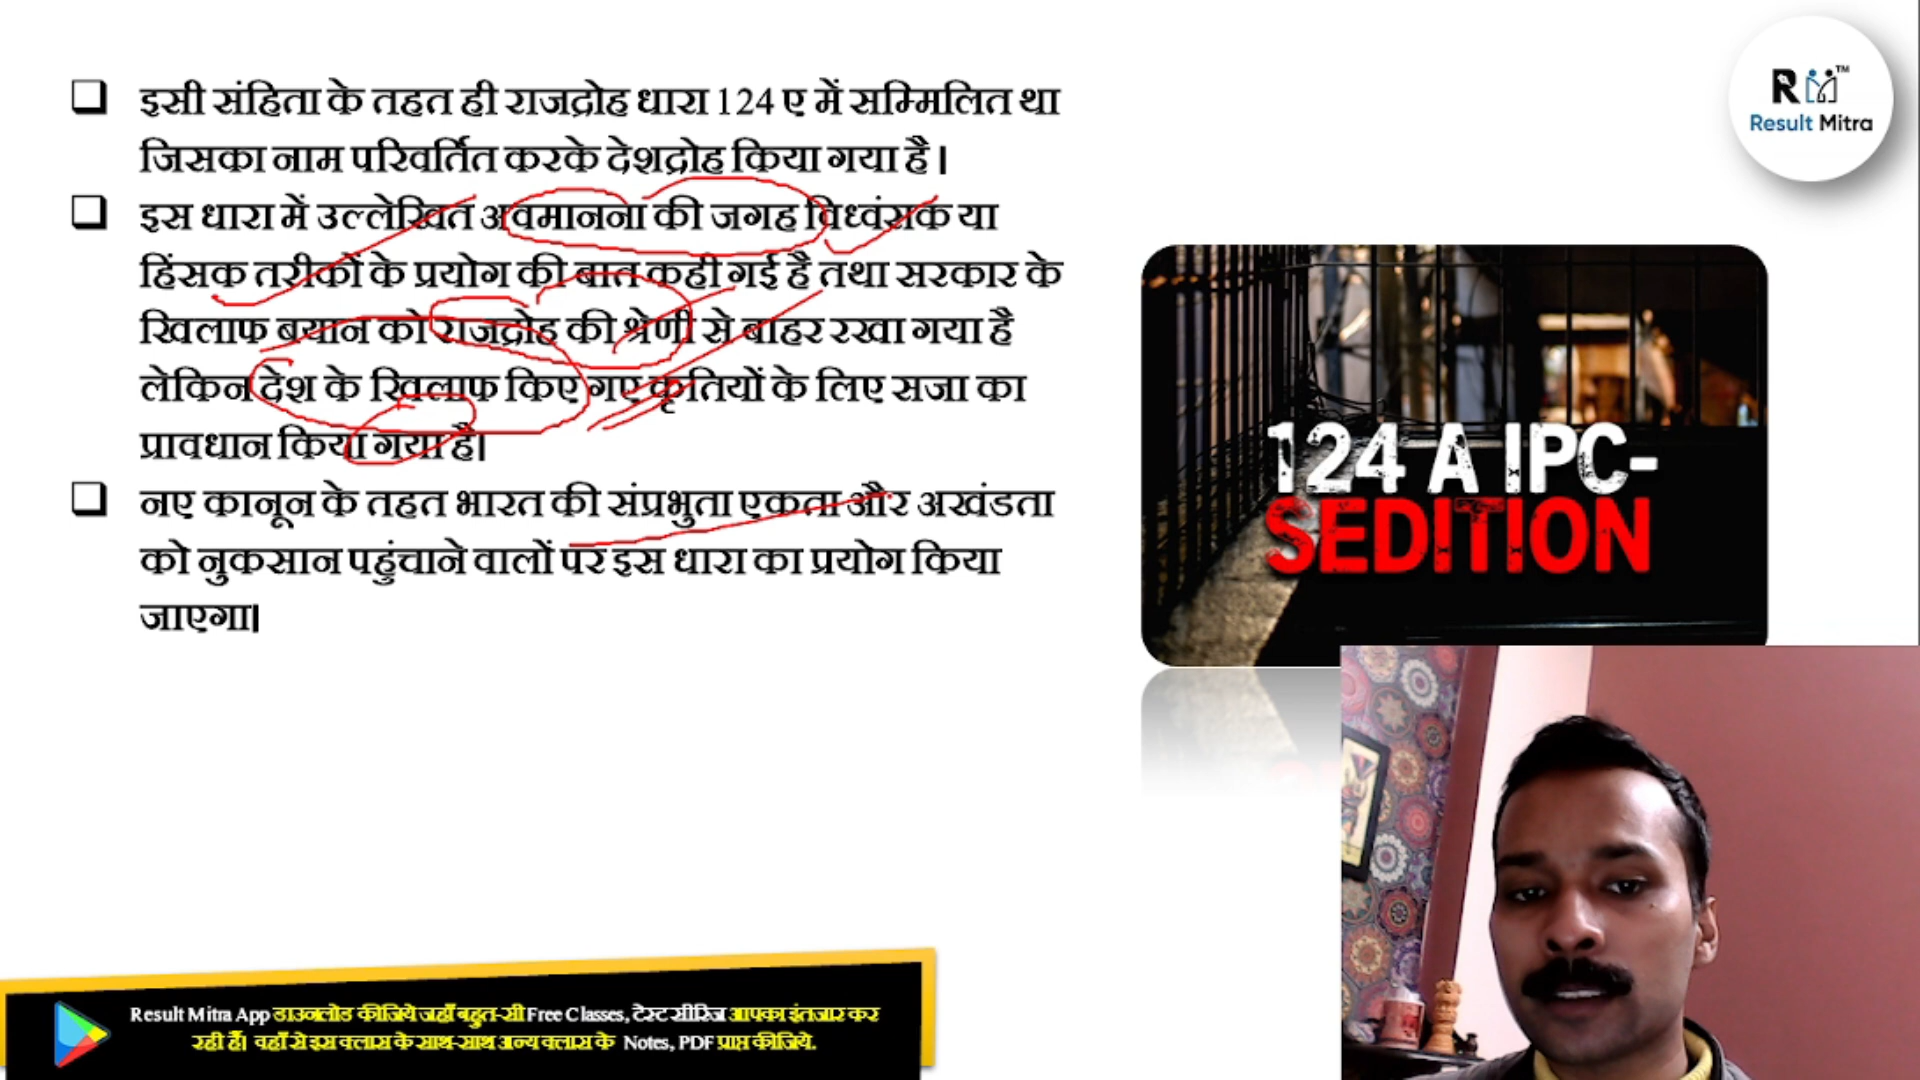 इसी संहिता के तहत ही राजद्रोह धारा 124 ए में सम्मिलित था
जिसका नाम परिवर्तित करके देशद्रोह किया गया है ।
इस धारा में उल्लेखित अवमानना की जगह विध्वंसक या
हिंसक तरीकों के प्रयोग की बात कही गई है तथा सरकार के
खिलाफ बयान को राजद्रोह की श्रेणी से बाहर रखा गया है
लेकिन देश के खिलाफ किए गए कृतियों के लिए सजा का
प्रावधान किया गया है।
नए कानून के तहत भारत की संप्रभुता एकता और अखंडता
को नुकसान पहुंचाने वालों पर इस धारा का प्रयोग किया
जाएगा।
R TM
Result Mitra
124 A IPC-
SEDITION
Result Mitra App डाउनलोड कीजिये जहाँ बहुत-सी Free Classes, टेस्ट सीरिज आपका इंतजार कर
रही हैं। वहाँ से इस क्लास के साथ-साथ अन्य क्लास के Notes, PDF प्राप्त कीजिये.